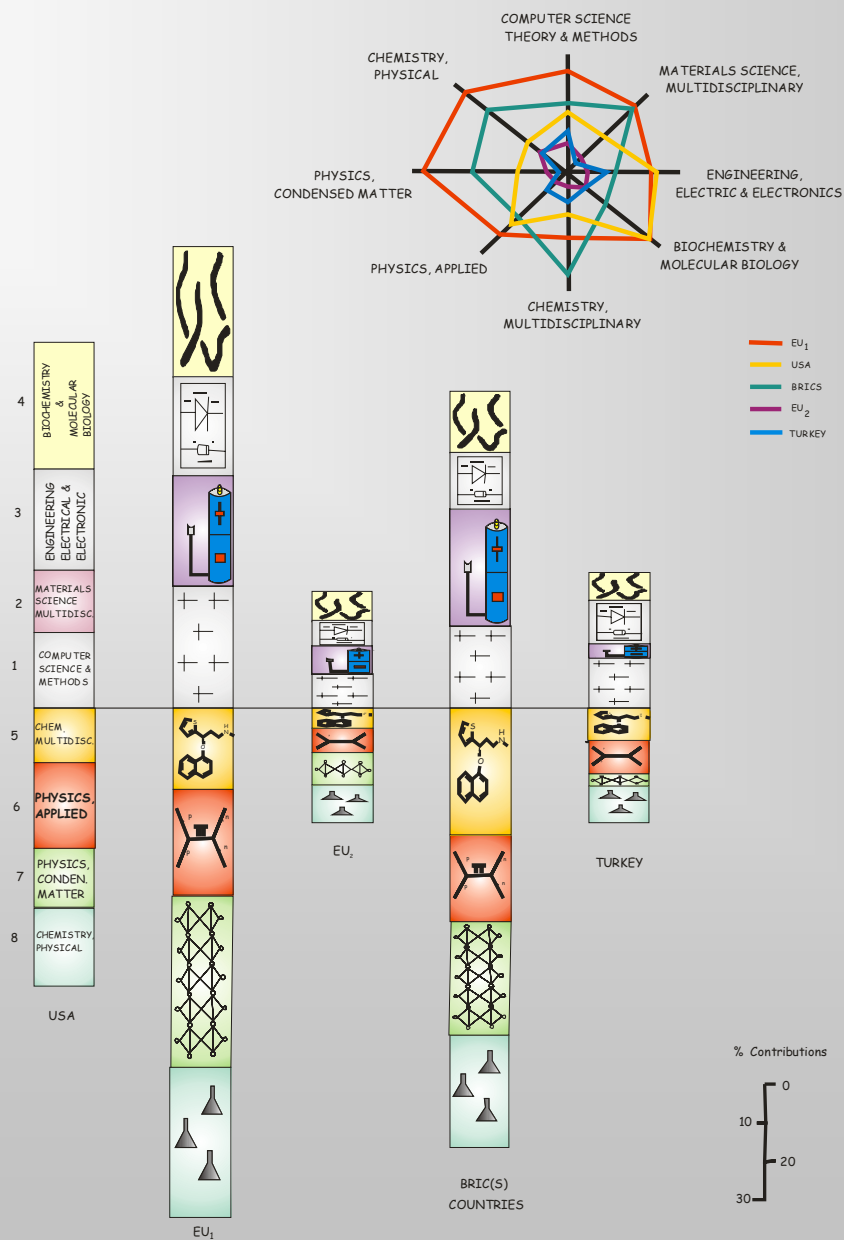 COMPUTER SCIENCE
THEORY & METHODS
CHEMISTRY,
PHYSICAL
MATERIALS SCIENCE,
MULTIDISCIPLINARY
PHYSICS,
CONDENSED MATTER
ENGINEERING,
ELECTRIC & ELECTRONICS
PHYSICS, APPLIED
BIOCHEMISTRY &
MOLECULAR BIOLOGY
CHEMISTRY,
MULTIDISCIPLINARY
EU1
USA
BRICS
EU2
TURKEY
4
BIOCHEMISTRY
&
MOLECULAR
BIOLOGY
3
ENGINEERING
ELECTRICAL &
ELECTRONIC
2
MATERIALS
SCIENCE
MULTIDISC.
1
COMPUTER
SCIENCE &
METHODS
5
CHEM,
MULTIDISC.
6
PHYSICS,
APPLIED
7
PHYSICS,
CONDEN.
MATTER
8
CHEMISTRY,
PHYSICAL
USA
S
H
N
O
P
n
P
n
EU1
EU2
S
H
N
O
P
n
P
n
BRIC(S)
COUNTRIES
TURKEY
% Contributions
0
10
20
30